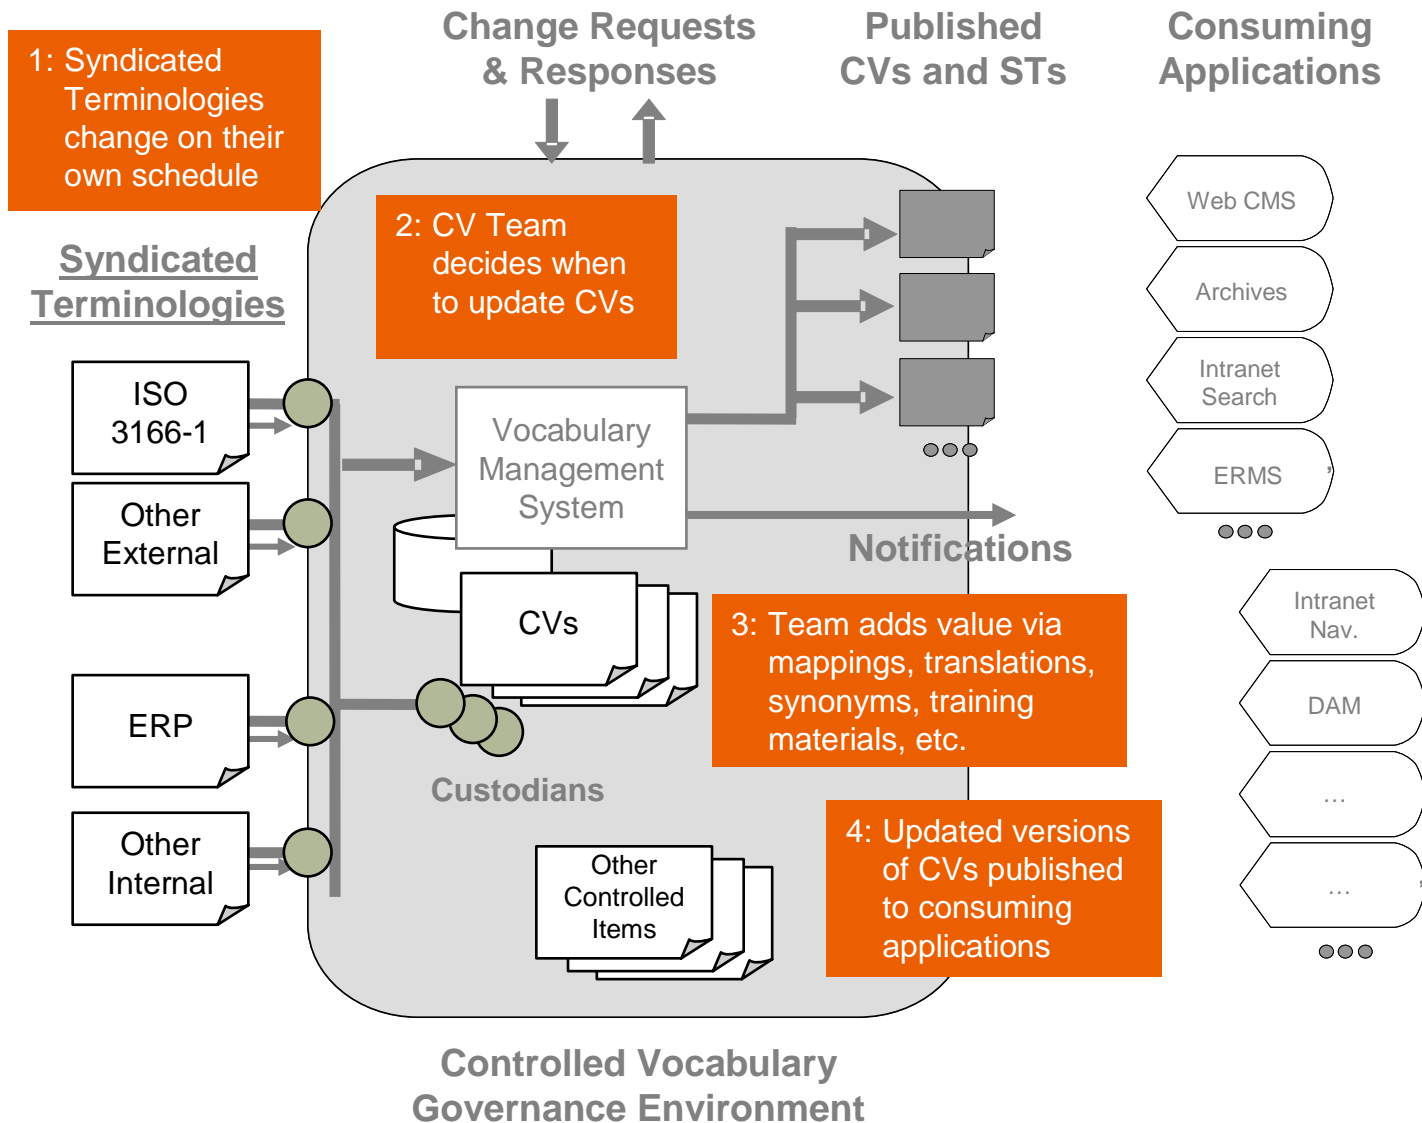 Change Requests
& Responses
Published
CVs and STs
Consuming
Applications
1: Syndicated
Terminologies
change on their
own schedule
2: CV Team
decides when
to update CVs
Syndicated
Terminologies
ISO
3166-1
Other
External
ERP
Other
Internal
Vocabulary
Management
System
CVs
Custodians
Other
Controlled
Items
Notifications
3: Team adds value via
mappings, translations,
synonyms, training
materials, etc.
4: Updated versions
of CVs published
to consuming
applications
Web CMS
Archives
Intranet
Search
ERMS ,
Intranet
Nav.
DAM
…
… ,
Controlled Vocabulary
Governance Environment